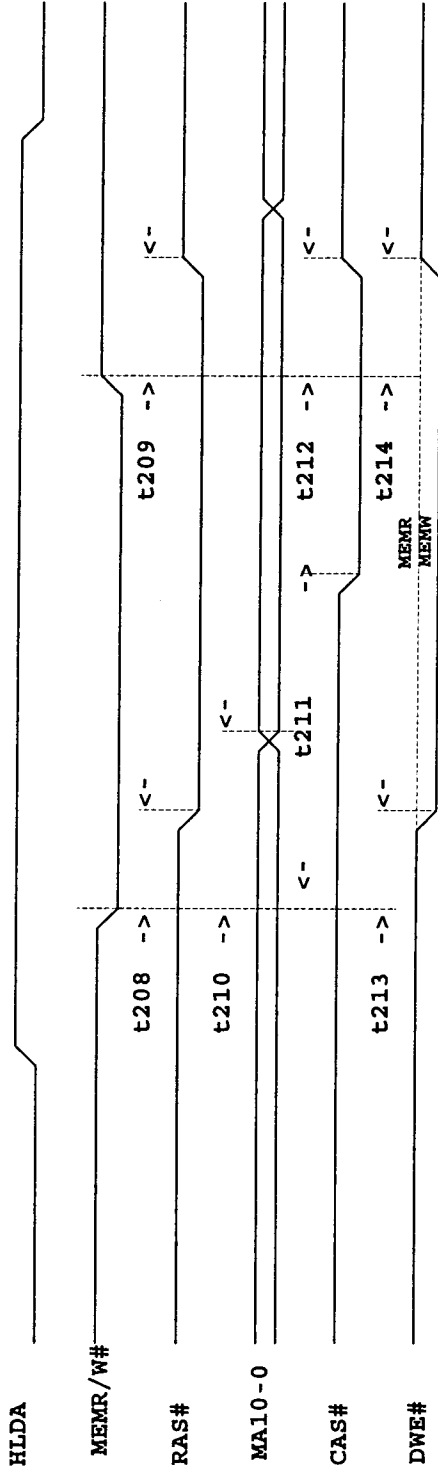 HLDA
MEMR/W#
t208 -> <- t209 -> <-
RAS#
t210 -> <-
MA10-0
<- t211 -> t212 -> <-
CAS#
t213 -> <- t214 -> <-
MEMR
DWE#
MEMW